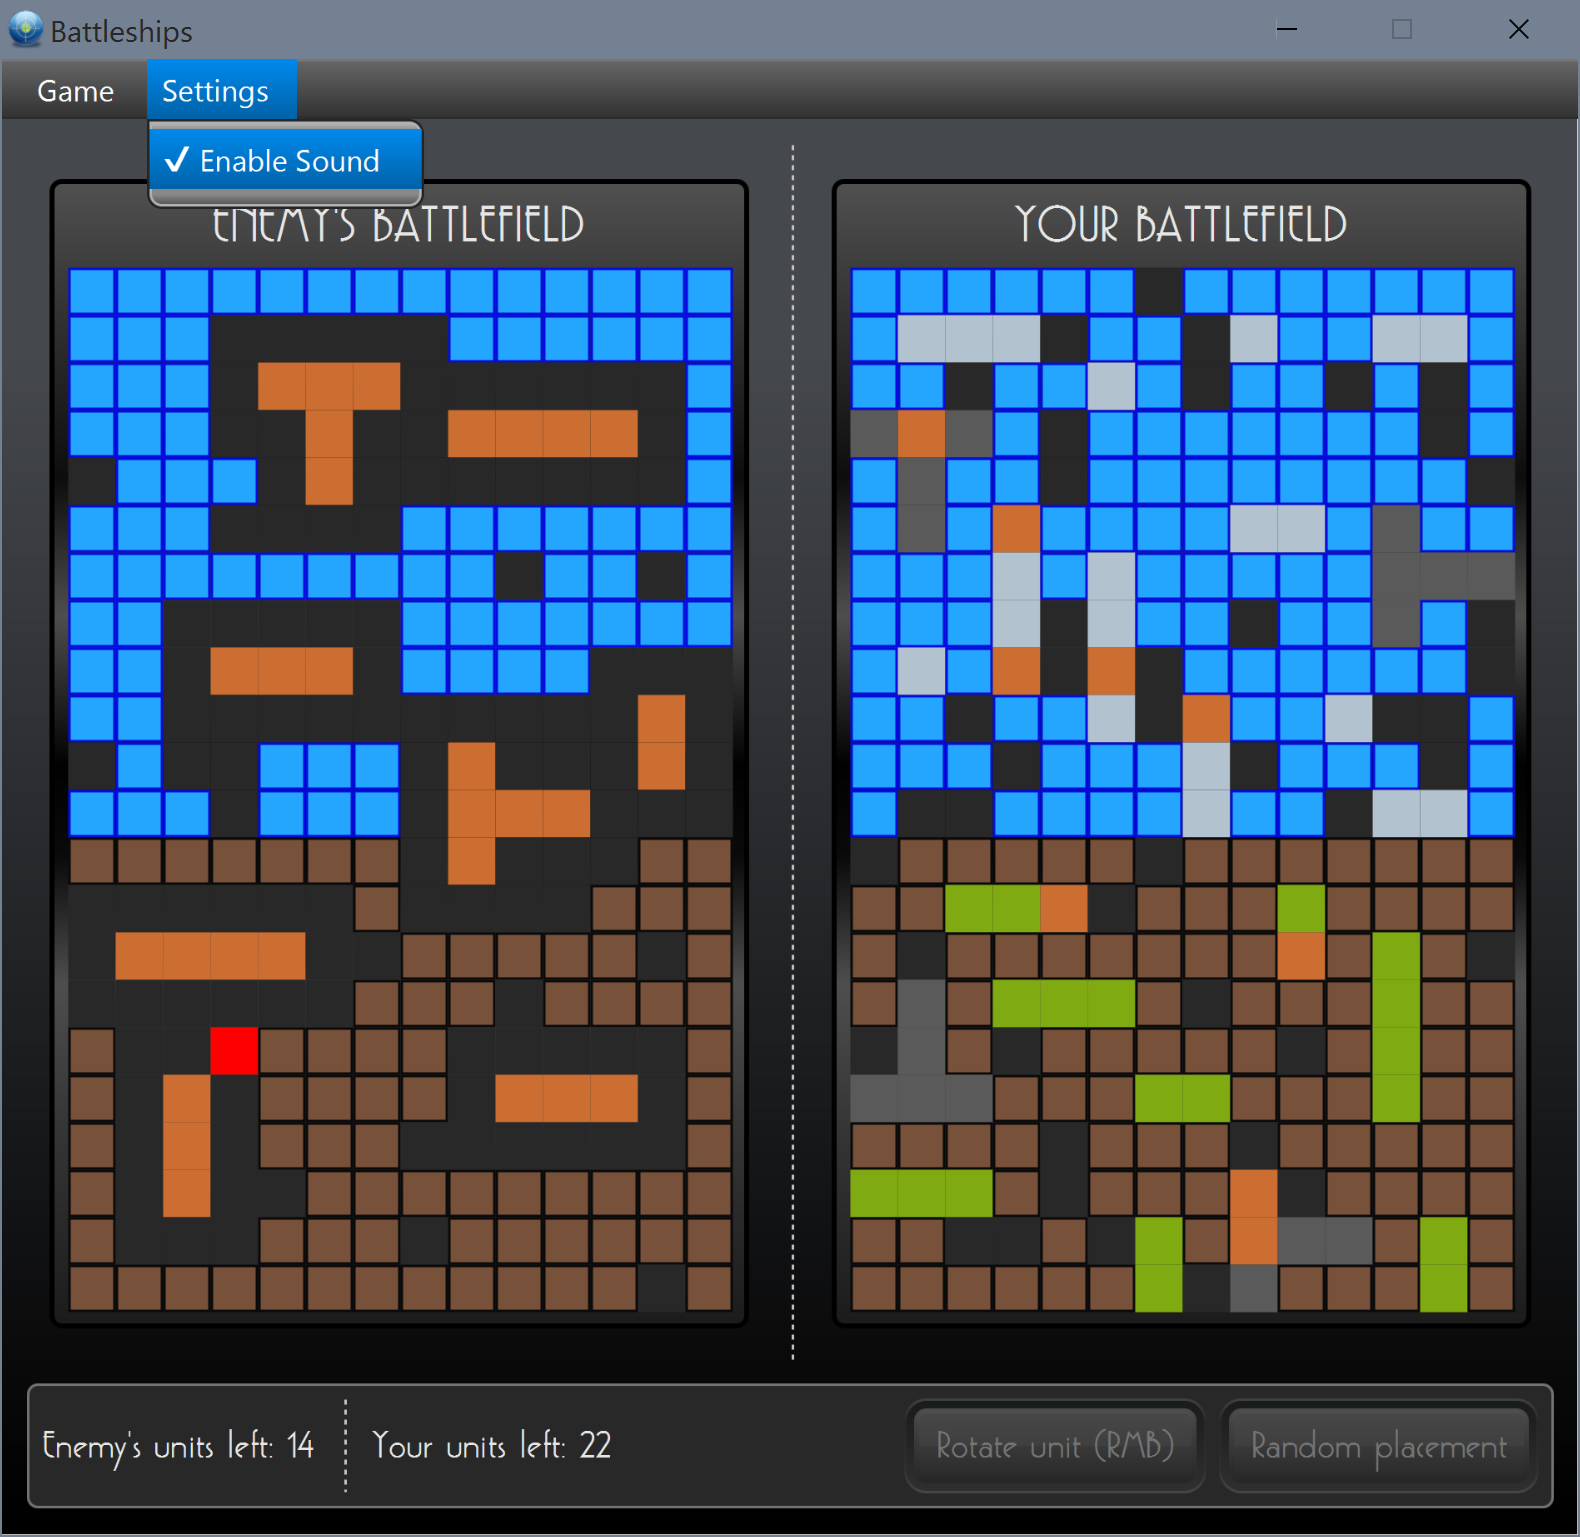 Battleships
Game Settings
✓ Enable Sound
ENEMY'S BATTLEFIELD
YOUR BATTLEFIELD
Enemy's units left: 14
Your units left: 22
Rotate unit (RMB)
Random placement